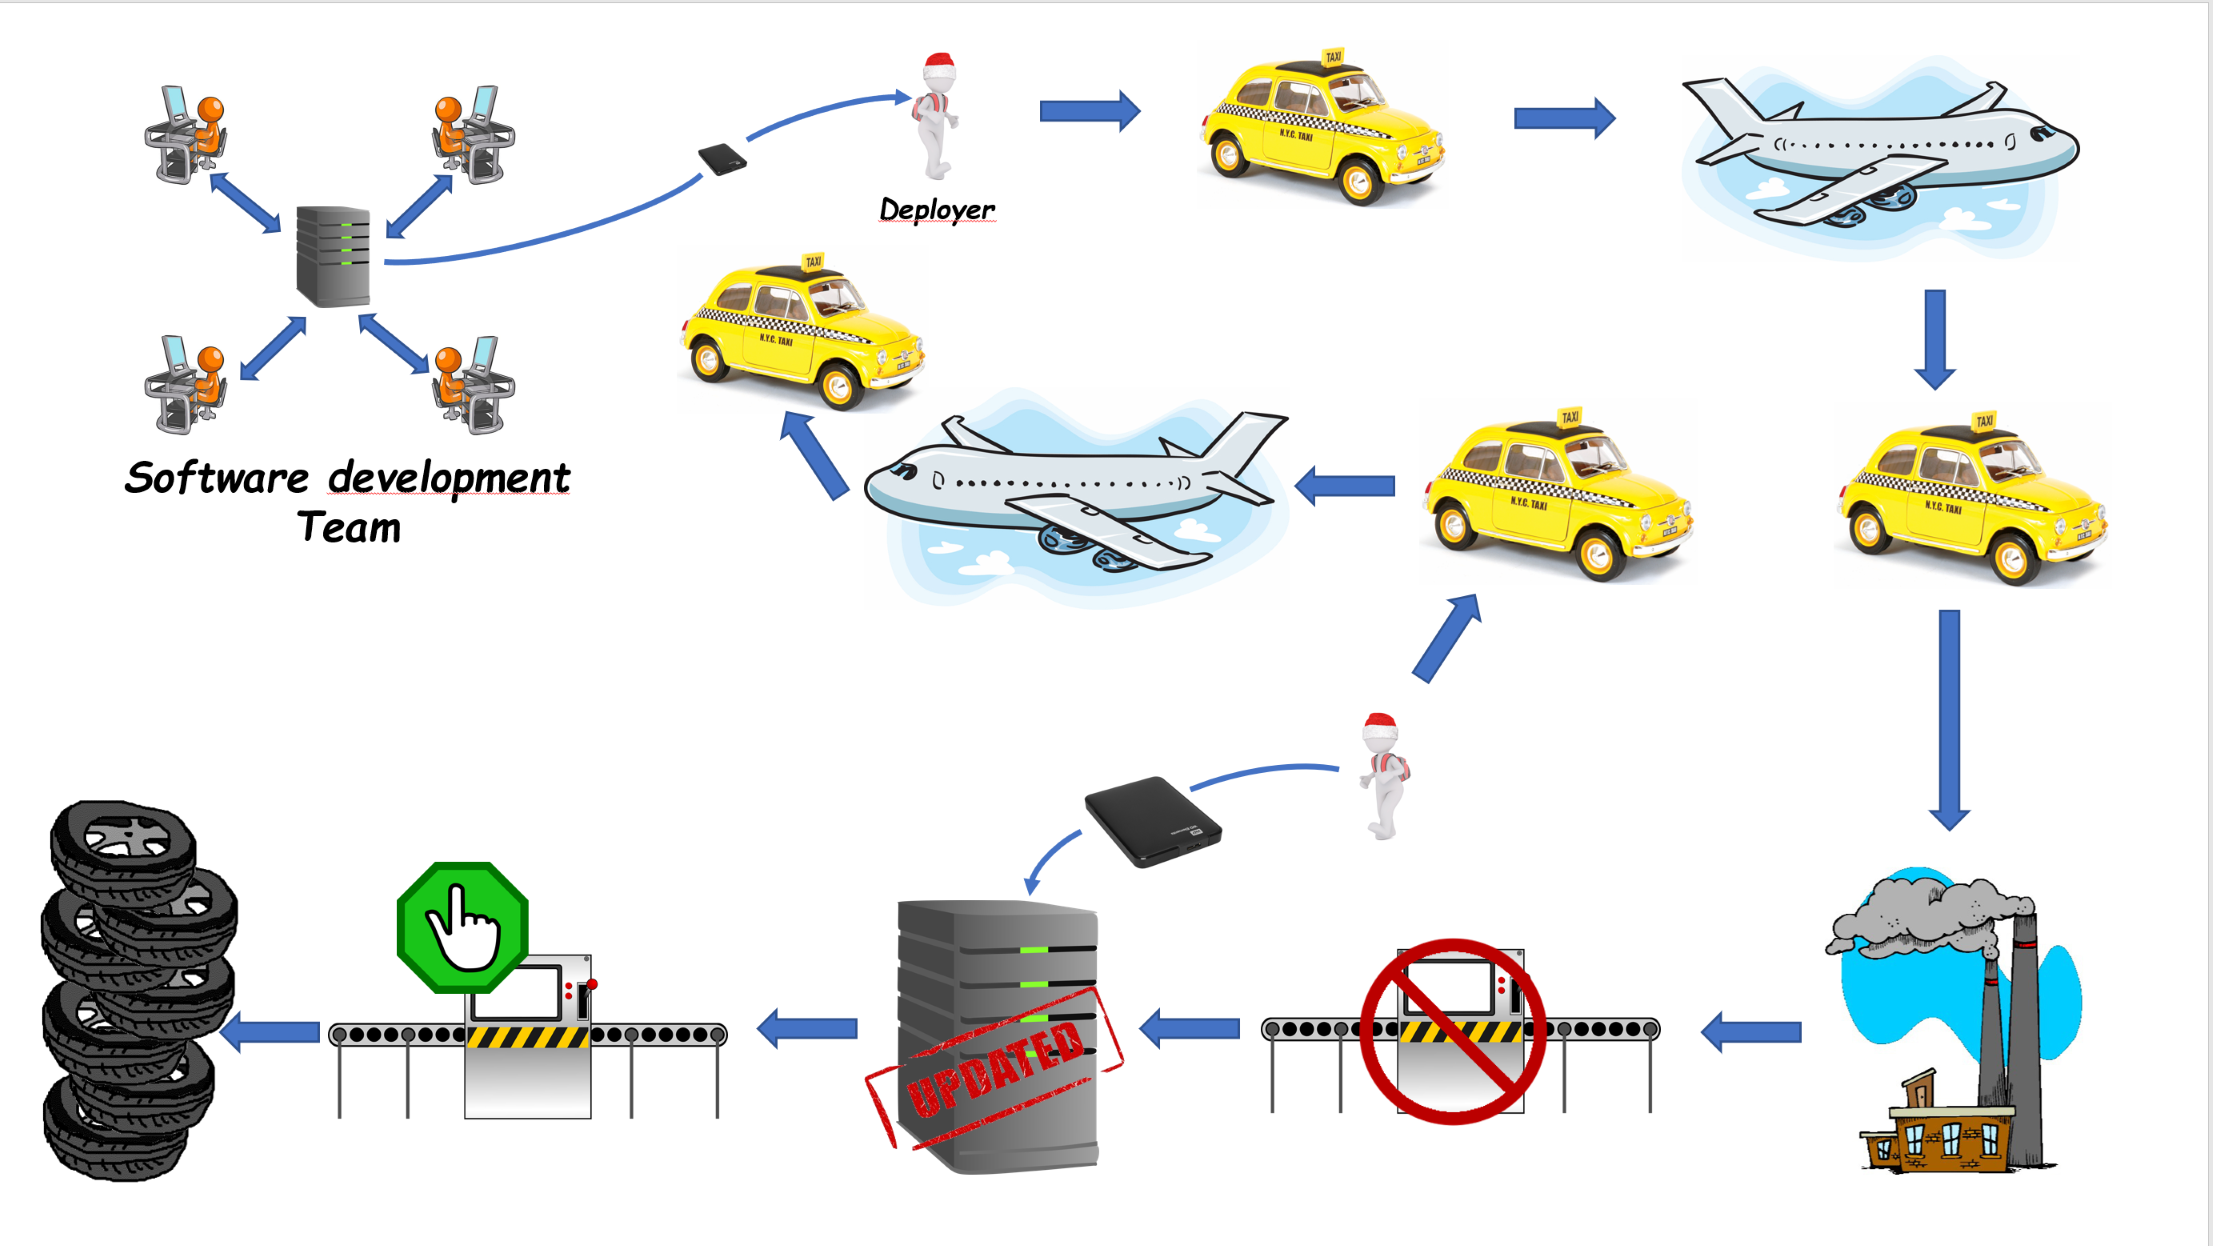 TAXI
N.Y.C. TAXI
Deployer
TAXI
N.Y.C. TAXI
Software development
Team
TAXI
N.Y.C. TAXI
TAXI
N.Y.C. TAXI
UPDATED